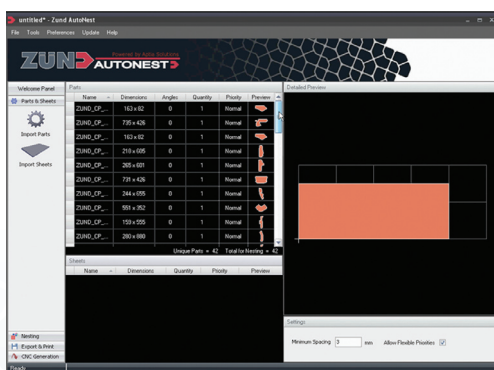 untitled* - Zund AutoNest
File Tools Preferences Update Help
ZUND
Powered by Alpha Solutions
AUTONEST
Welcome Panel
Parts & Sheets
Import Parts
Import Sheets
Nesting
Export & Print
CNC Generation
Ready
Parts
Name Dimensions Angles Quantity Priority Preview
ZUND_CP_... 163 x 82 0 1 Normal
ZUND_CP_... 735 x 426 0 1 Normal
ZUND_CP_... 163 x 82 0 1 Normal
ZUND_CP_... 210 x 605 0 1 Normal
ZUND_CP_... 265 x 601 0 1 Normal
ZUND_CP_... 731 x 426 0 1 Normal
ZUND_CP_... 244 x 655 0 1 Normal
ZUND_CP_... 551 x 352 0 1 Normal
ZUND_CP_... 159 x 555 0 1 Normal
ZUND_CP_... 280 x 880 0 1 Normal
Unique Parts = 42 Total for Nesting = 42
Sheets
Name Dimensions Quantity Priority Preview
Detailed Preview
Settings
Minimum Spacing 3 mm Allow Flexible Priorities